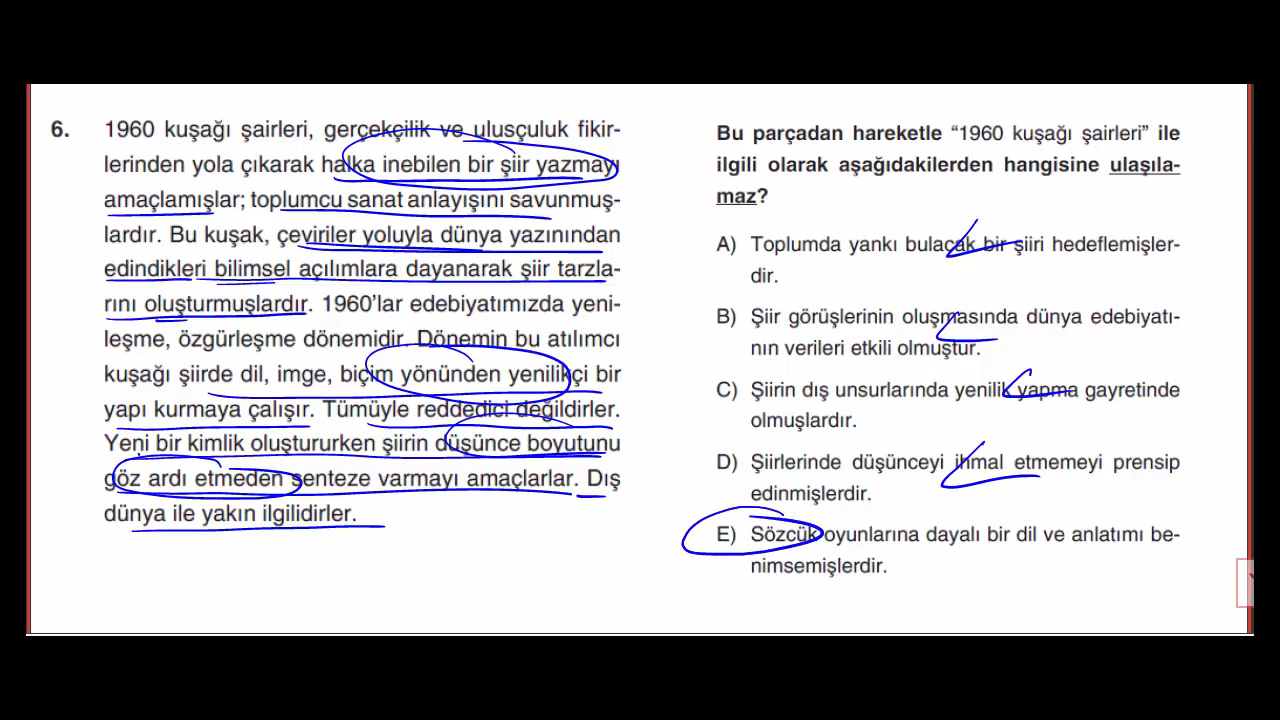 6.
1960 kuşağı şairleri, gerçekçilik ve ulusçuluk fikir-
lerinden yola çıkarak halka inebilen bir şiir yazmayı
amaçlamışlar; toplumcu sanat anlayışını savunmuş-
lardır. Bu kuşak, çeviriler yoluyla dünya yazınından
edindikleri bilimsel açılımlara dayanarak şiir tarzla-
rını oluşturmuşlardır. 1960’lar edebiyatımızda yeni-
leşme, özgürleşme dönemidir. Dönemin bu atılımcı
kuşağı şiirde dil, imge, biçim yönünden yenilikçi bir
yapı kurmaya çalışır. Tümüyle reddedici değildirler.
Yeni bir kimlik oluştururken şiirin düşünce boyutunu
göz ardı etmeden senteze varmayı amaçlarlar. Dış
dünya ile yakın ilgilidirler.
Bu parçadan hareketle “1960 kuşağı şairleri” ile
ilgili olarak aşağıdakilerden hangisine ulaşıla-
maz?
A) Toplumda yankı bulacak bir şiiri hedeflemişler-
dir.
B) Şiir görüşlerinin oluşmasında dünya edebiyatı-
nın verileri etkili olmuştur.
C) Şiirin dış unsurlarında yenilik yapma gayretinde
olmuşlardır.
D) Şiirlerinde düşünceyi ihmal etmemeyi prensip
edinmişlerdir.
E) Sözcük oyunlarına dayalı bir dil ve anlatımı be-
nimsemişlerdir.